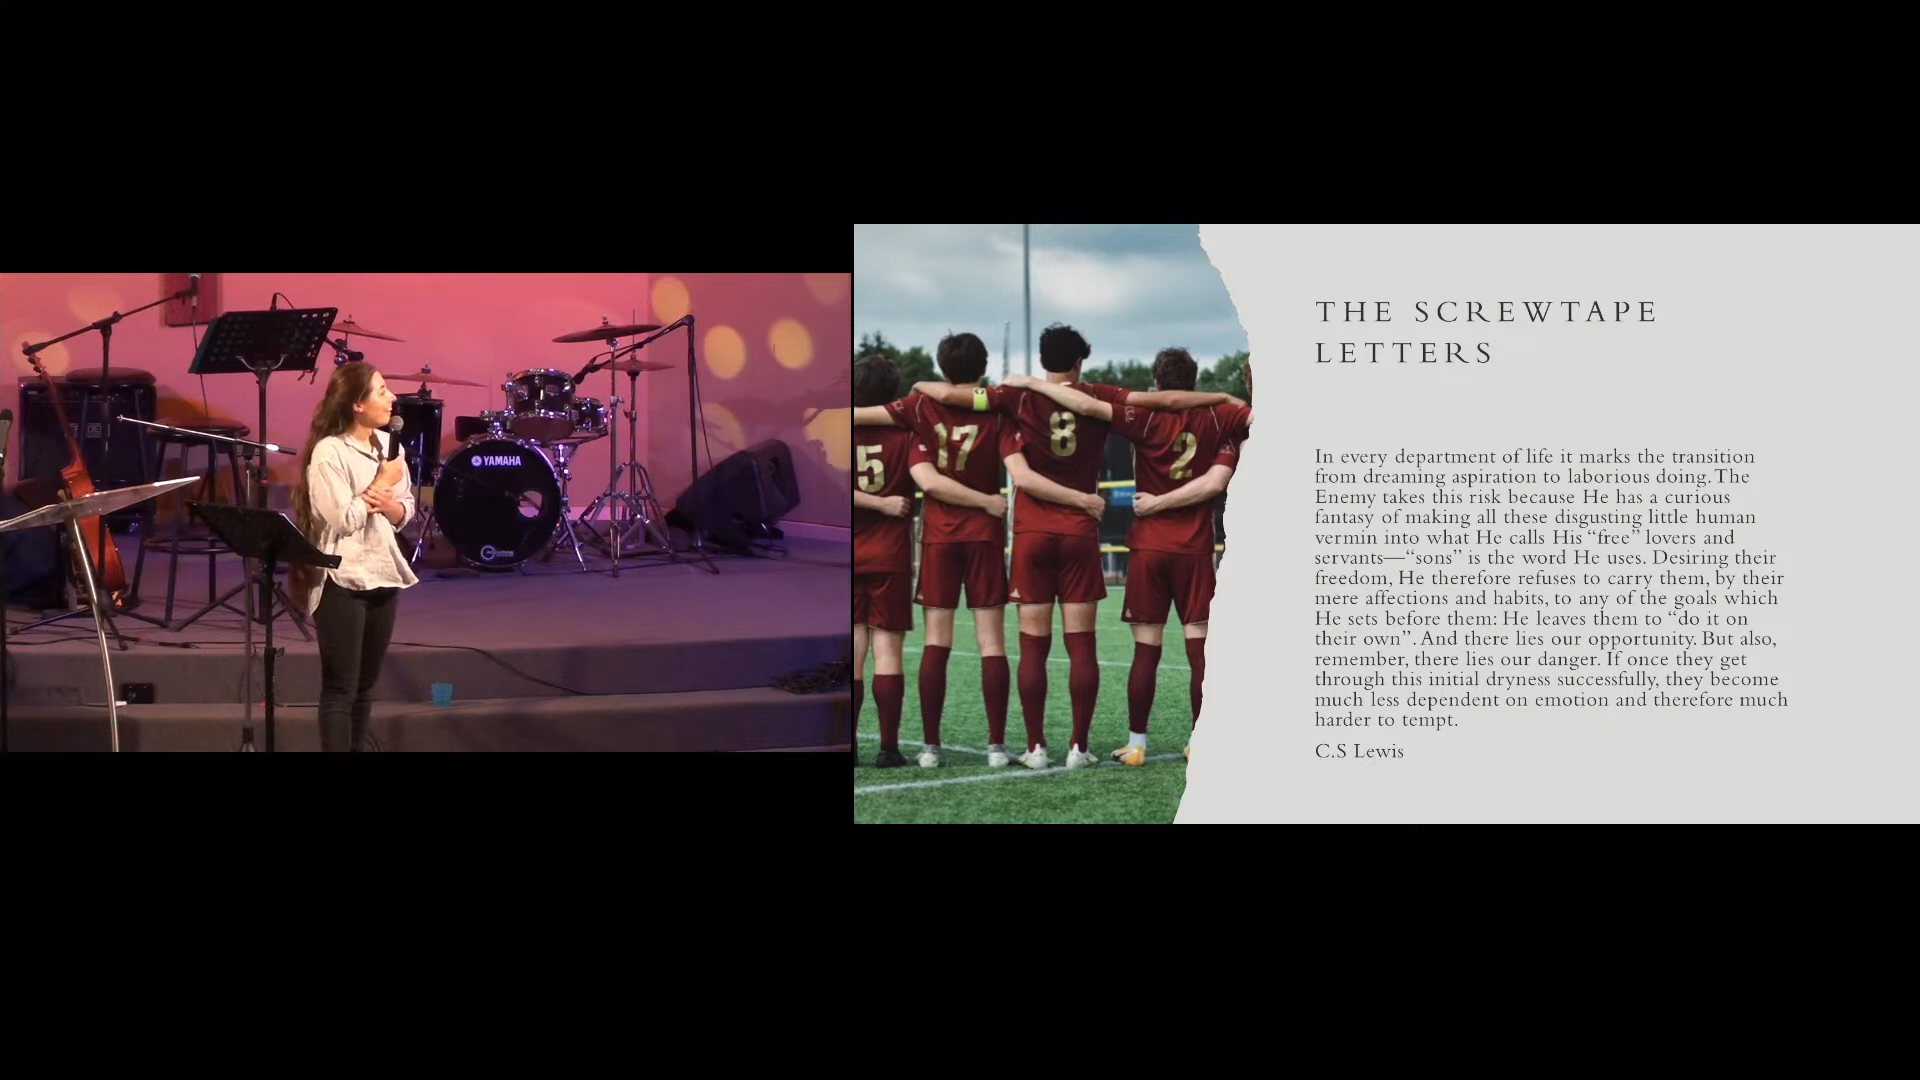 YAMAHA
5
17
8
2
THE SCREWTAPE
LETTERS
In every department of life it marks the transition
from dreaming aspiration to laborious doing. The
Enemy takes this risk because He has a curious
fantasy of making all these disgusting little human
vermin into what He calls His “free” lovers and
servants—“sons” is the word He uses. Desiring their
freedom, He therefore refuses to carry them, by their
mere affections and habits, to any of the goals which
He sets before them: He leaves them to “do it on
their own”. And there lies our opportunity. But also,
remember, there lies our danger. If once they get
through this initial dryness successfully, they become
much less dependent on emotion and therefore much
harder to tempt.
C.S Lewis